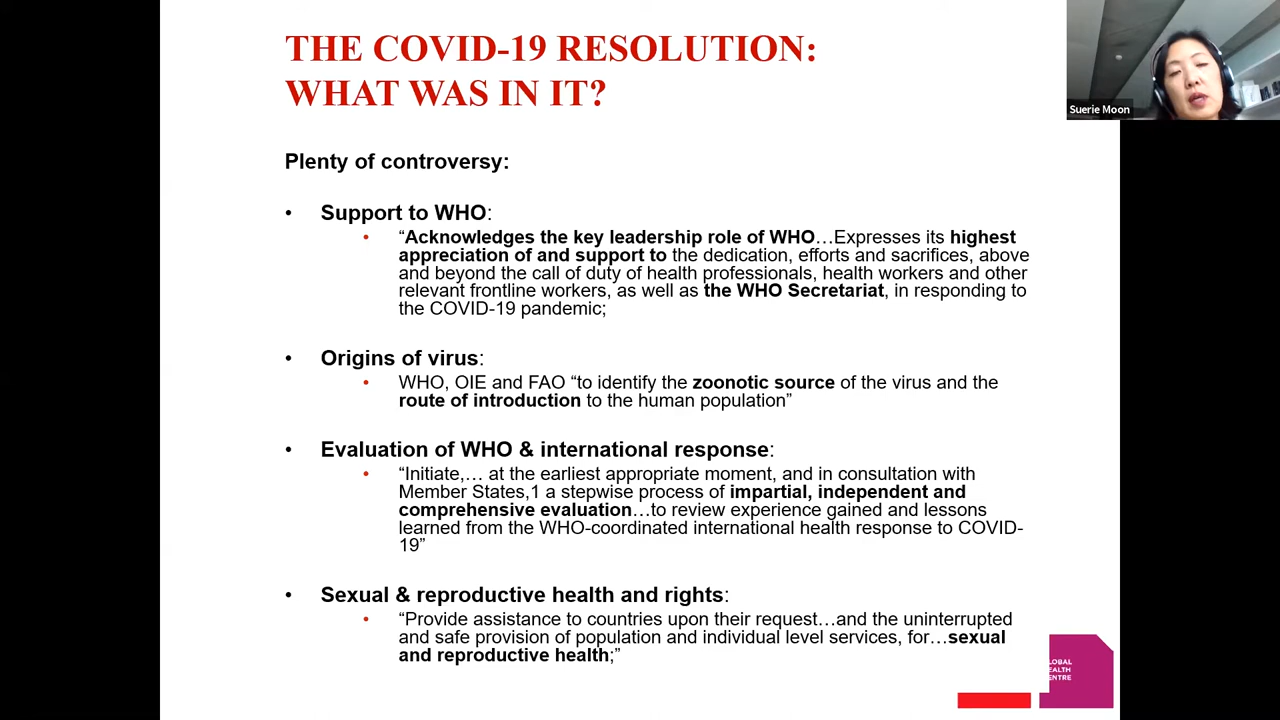 THE COVID-19 RESOLUTION:
WHAT WAS IN IT?
Suerie Moon
Plenty of controversy:
• Support to WHO:
• “Acknowledges the key leadership role of WHO…Expresses its highest
appreciation of and support to the dedication, efforts and sacrifices, above
and beyond the call of duty of health professionals, health workers and other
relevant frontline workers, as well as the WHO Secretariat, in responding to
the COVID-19 pandemic;
• Origins of virus:
• WHO, OIE and FAO “to identify the zoonotic source of the virus and the
route of introduction to the human population”
• Evaluation of WHO & international response:
• “Initiate,… at the earliest appropriate moment, and in consultation with
Member States,1 a stepwise process of impartial, independent and
comprehensive evaluation…to review experience gained and lessons
learned from the WHO-coordinated international health response to COVID-
19”
• Sexual & reproductive health and rights:
• “Provide assistance to countries upon their request…and the uninterrupted
and safe provision of population and individual level services, for…sexual
and reproductive health;”
LOBAL
EALTH
ENTRE